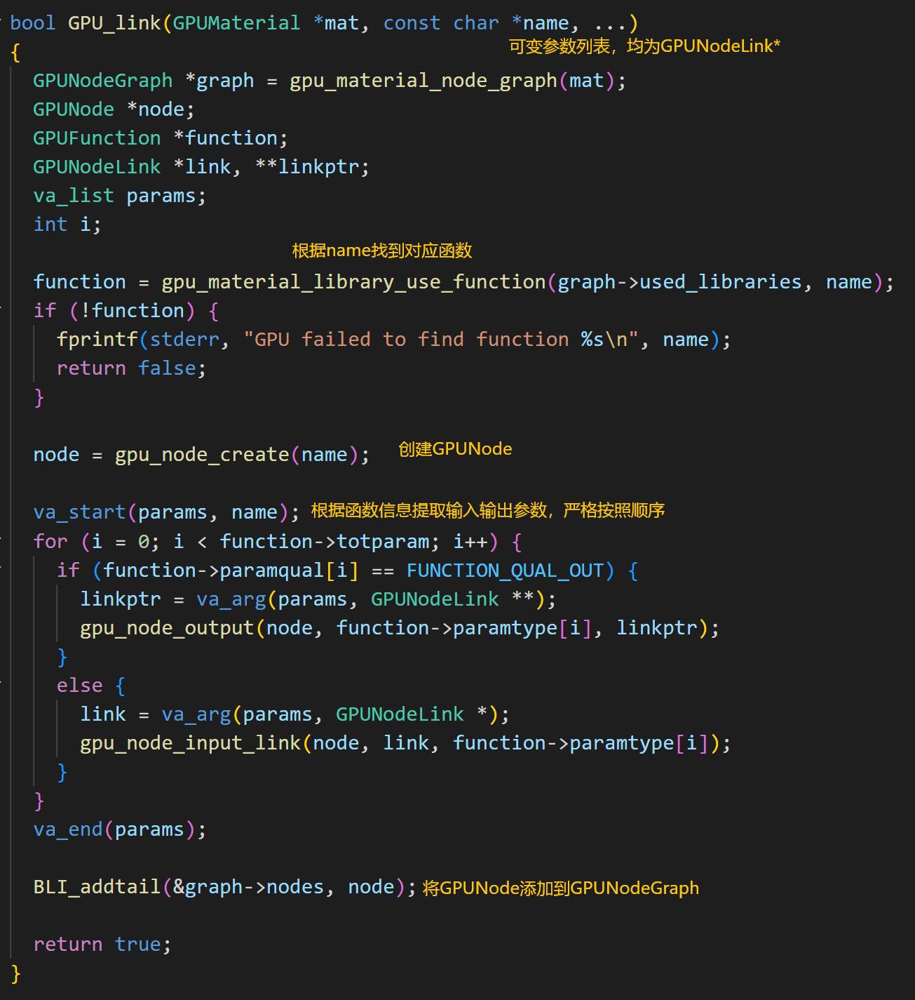 bool GPU_link(GPUMaterial *mat, const char *name, ...)
可变参数列表，均为GPUNodeLink*
{
  GPUNodeGraph *graph = gpu_material_node_graph(mat);
  GPUNode *node;
  GPUFunction *function;
  GPUNodeLink *link, **linkptr;
  va_list params;
  int i;
根据name找到对应函数
  function = gpu_material_library_use_function(graph->used_libraries, name);
  if (!function) {
    fprintf(stderr, "GPU failed to find function %s\n", name);
    return false;
  }
  node = gpu_node_create(name); 创建GPUNode
  va_start(params, name); 根据函数信息提取输入输出参数，严格按照顺序
  for (i = 0; i < function->totparam; i++) {
    if (function->paramqual[i] == FUNCTION_QUAL_OUT) {
      linkptr = va_arg(params, GPUNodeLink **);
      gpu_node_output(node, function->paramtype[i], linkptr);
    }
    else {
      link = va_arg(params, GPUNodeLink *);
      gpu_node_input_link(node, link, function->paramtype[i]);
    }
  }
  va_end(params);
  BLI_addtail(&graph->nodes, node); 将GPUNode添加到GPUNodeGraph
  return true;
}